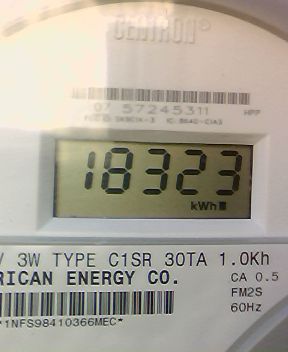 CENTRON®
07 57245311 HPP
18323
kWh
V 3W TYPE C1SR 30TA 1.0Kh
RICAN ENERGY CO. CA 0.5
FM2S
60Hz
*1NFS98410366MEC*